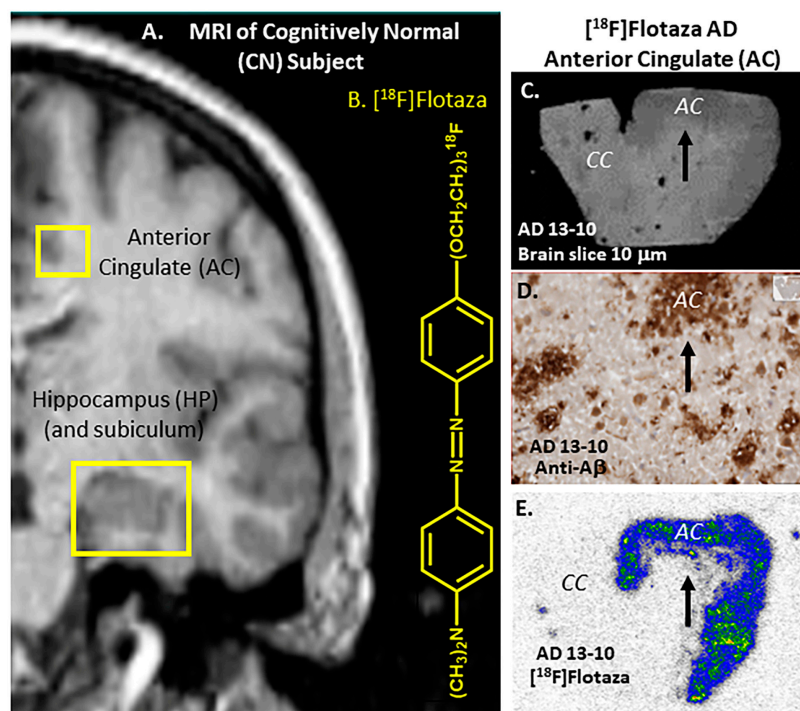 A. MRI of Cognitively Normal
(CN) Subject
B. [¹⁸F]Flotaza
(OCH₂CH₂)₃¹⁸F
N=N
(CH₃)₂N
Anterior
Cingulate (AC)
Hippocampus (HP)
(and subiculum)
[¹⁸F]Flotaza AD
Anterior Cingulate (AC)
C.
AC
CC
AD 13-10
Brain slice 10 µm
D.
AC
AD 13-10
Anti-Aβ
E.
AC
CC
AD 13-10
[¹⁸F]Flotaza